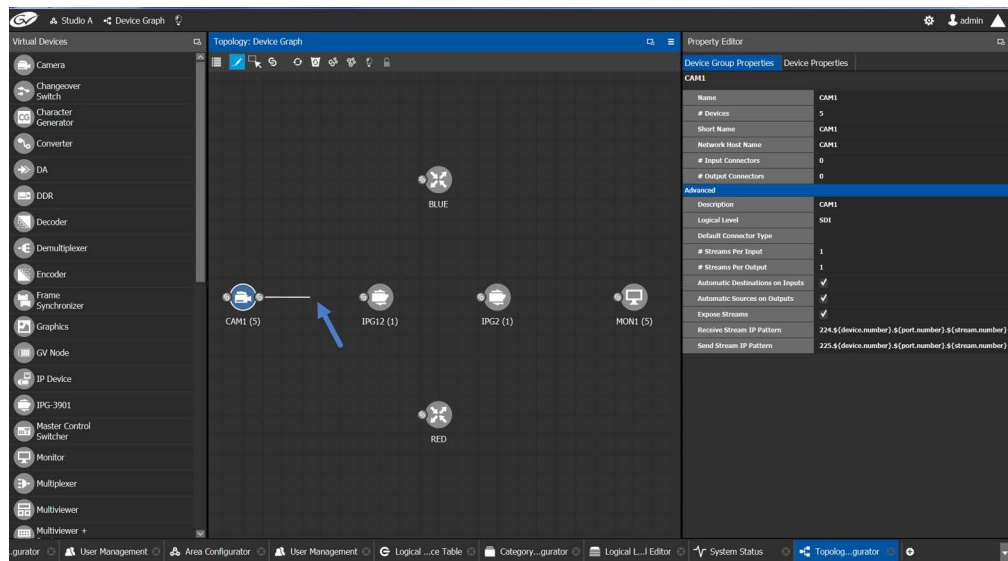 GV Studio A Device Graph admin
Virtual Devices
Camera
Changeover
Switch
CG Character
Generator
Converter
DA
DDR
Decoder
Demultiplexer
Encoder
Frame
Synchronizer
Graphics
GV Node
IP Device
IPG-3901
Master Control
Switcher
Monitor
Multiplexer
Multiviewer
Multiviewer +
Topology: Device Graph
BLUE
CAM1 (5)
IPG12 (1)
IPG2 (1)
MON1 (5)
RED
Property Editor
Device Group Properties Device Properties
CAM1
Name CAM1
# Devices 5
Short Name CAM1
Network Host Name CAM1
# Input Connectors 0
# Output Connectors 0
Advanced
Description CAM1
Logical Level SDI
Default Connector Type
# Streams Per Input 1
# Streams Per Output 1
Automatic Destinations on Inputs
Automatic Sources on Outputs
Expose Streams
Receive Stream IP Pattern 224.${device.number}.${port.number}.${stream.number}
Send Stream IP Pattern 225.${device.number}.${port.number}.${stream.number}
..gurator User Management Area Configurator User Management Logical ...ce Table Category...gurator Logical L...l Editor System Status Topolog...gurator